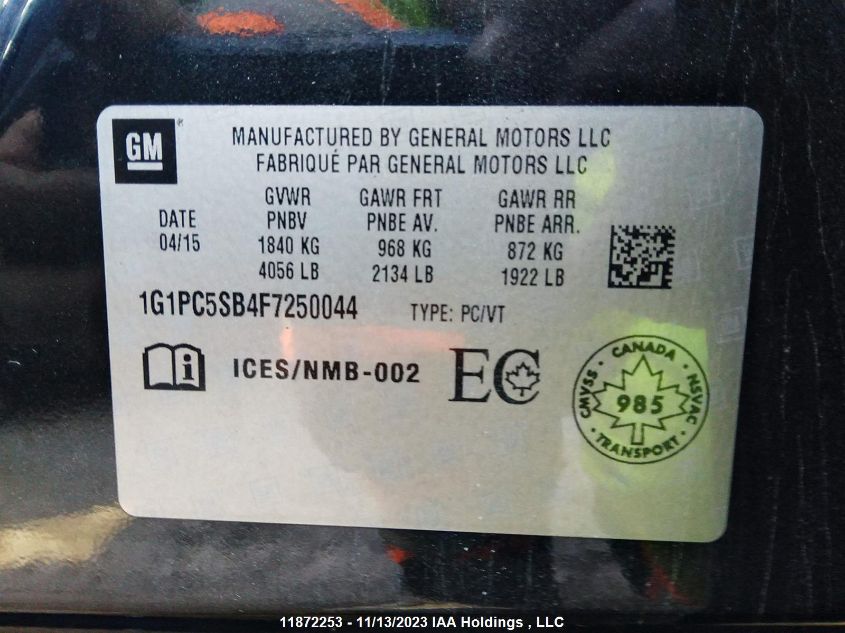 GM
MANUFACTURED BY GENERAL MOTORS LLC
FABRIQUÉ PAR GENERAL MOTORS LLC
DATE
04/15
GVWR
PNBV
1840 KG
4056 LB
GAWR FRT
PNBE AV.
968 KG
2134 LB
GAWR RR
PNBE ARR.
872 KG
1922 LB
1G1PC5SB4F7250044 TYPE: PC/VT
i ICES/NMB-002 EC
CANADA
CMVSS · NSVAC
985
TRANSPORT
11872253 - 11/13/2023 IAA Holdings , LLC